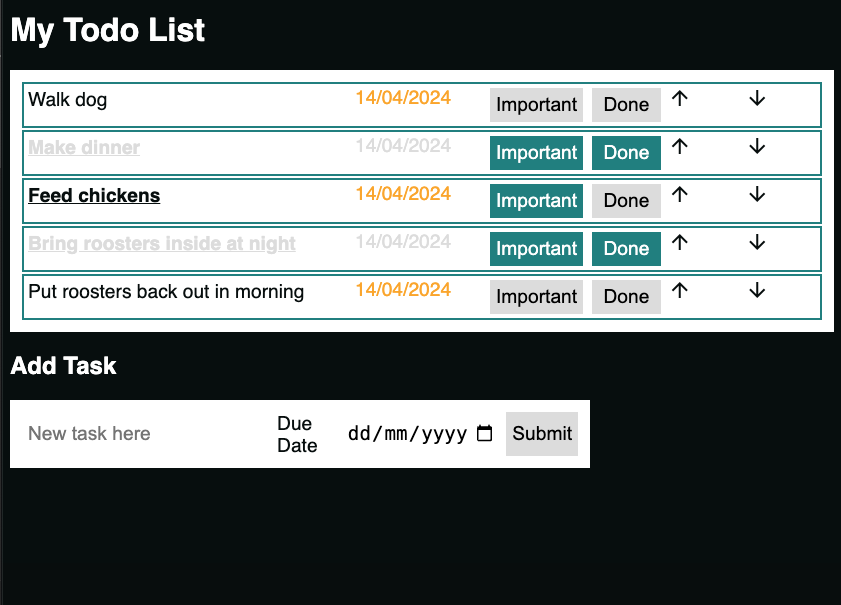 My Todo List
Walk dog 14/04/2024 Important Done ↑ ↓
Make dinner 14/04/2024 Important Done ↑ ↓
Feed chickens 14/04/2024 Important Done ↑ ↓
Bring roosters inside at night 14/04/2024 Important Done ↑ ↓
Put roosters back out in morning 14/04/2024 Important Done ↑ ↓
Add Task
New task here Due Date dd/mm/yyyy Submit